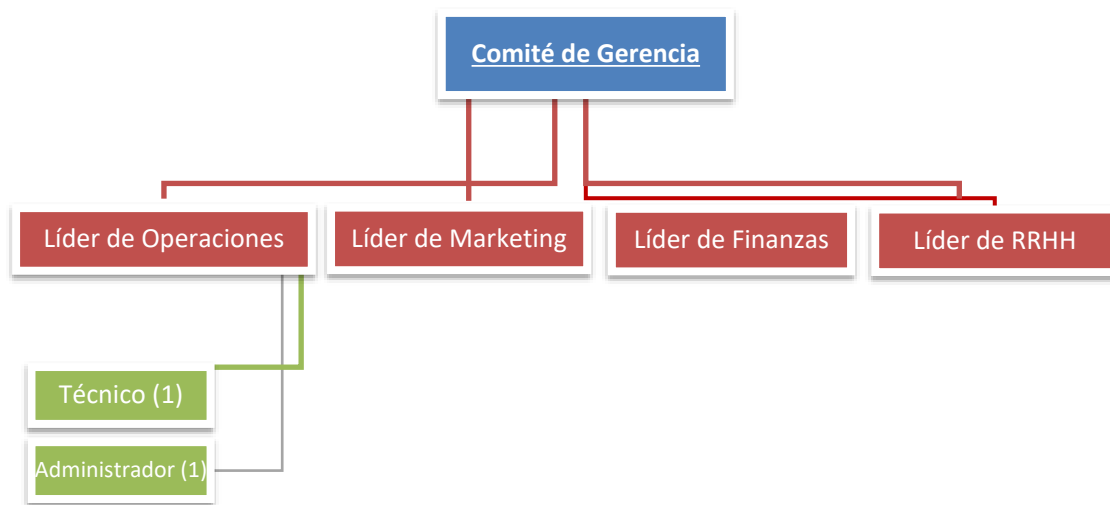 Comité de Gerencia
Líder de Operaciones
Líder de Marketing
Líder de Finanzas
Líder de RRHH
Técnico (1)
Administrador (1)